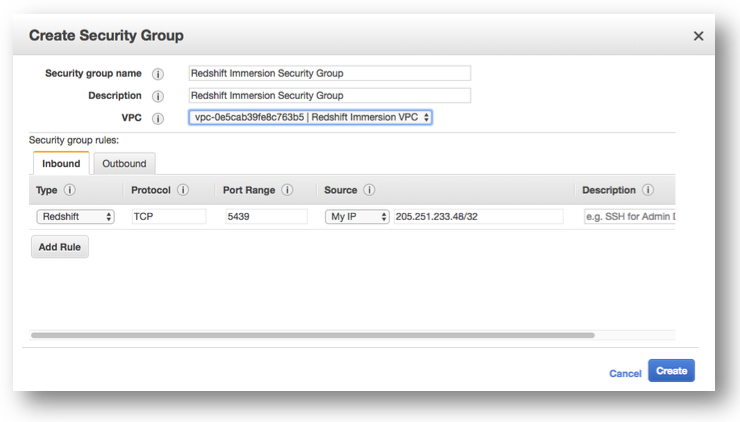 Create Security Group
Security group name Redshift Immersion Security Group
Description Redshift Immersion Security Group
VPC vpc-0e5cab39fe8c763b5 | Redshift Immersion VPC
Security group rules:
Inbound Outbound
Type Protocol Port Range Source Description
Redshift TCP 5439 My IP 205.251.233.48/32 e.g. SSH for Admin D
Add Rule
Cancel Create